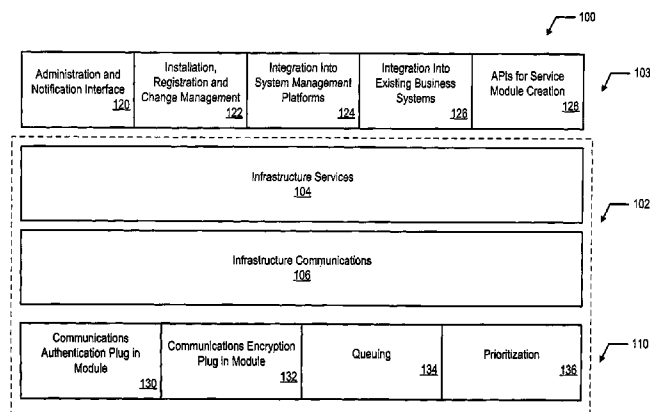 100
Administration and
Notification Interface
120
Installation,
Registration and
Change Management
122
Integration Into
System Management
Platforms
124
Integration Into
Existing Business
Systems
126
APIs for Service
Module Creation
128
103
Infrastructure Services
104
102
Infrastructure Communications
106
Communications
Authentication Plug in
Module
130
Communications Encryption
Plug in Module
132
Queuing
134
Prioritization
136
110